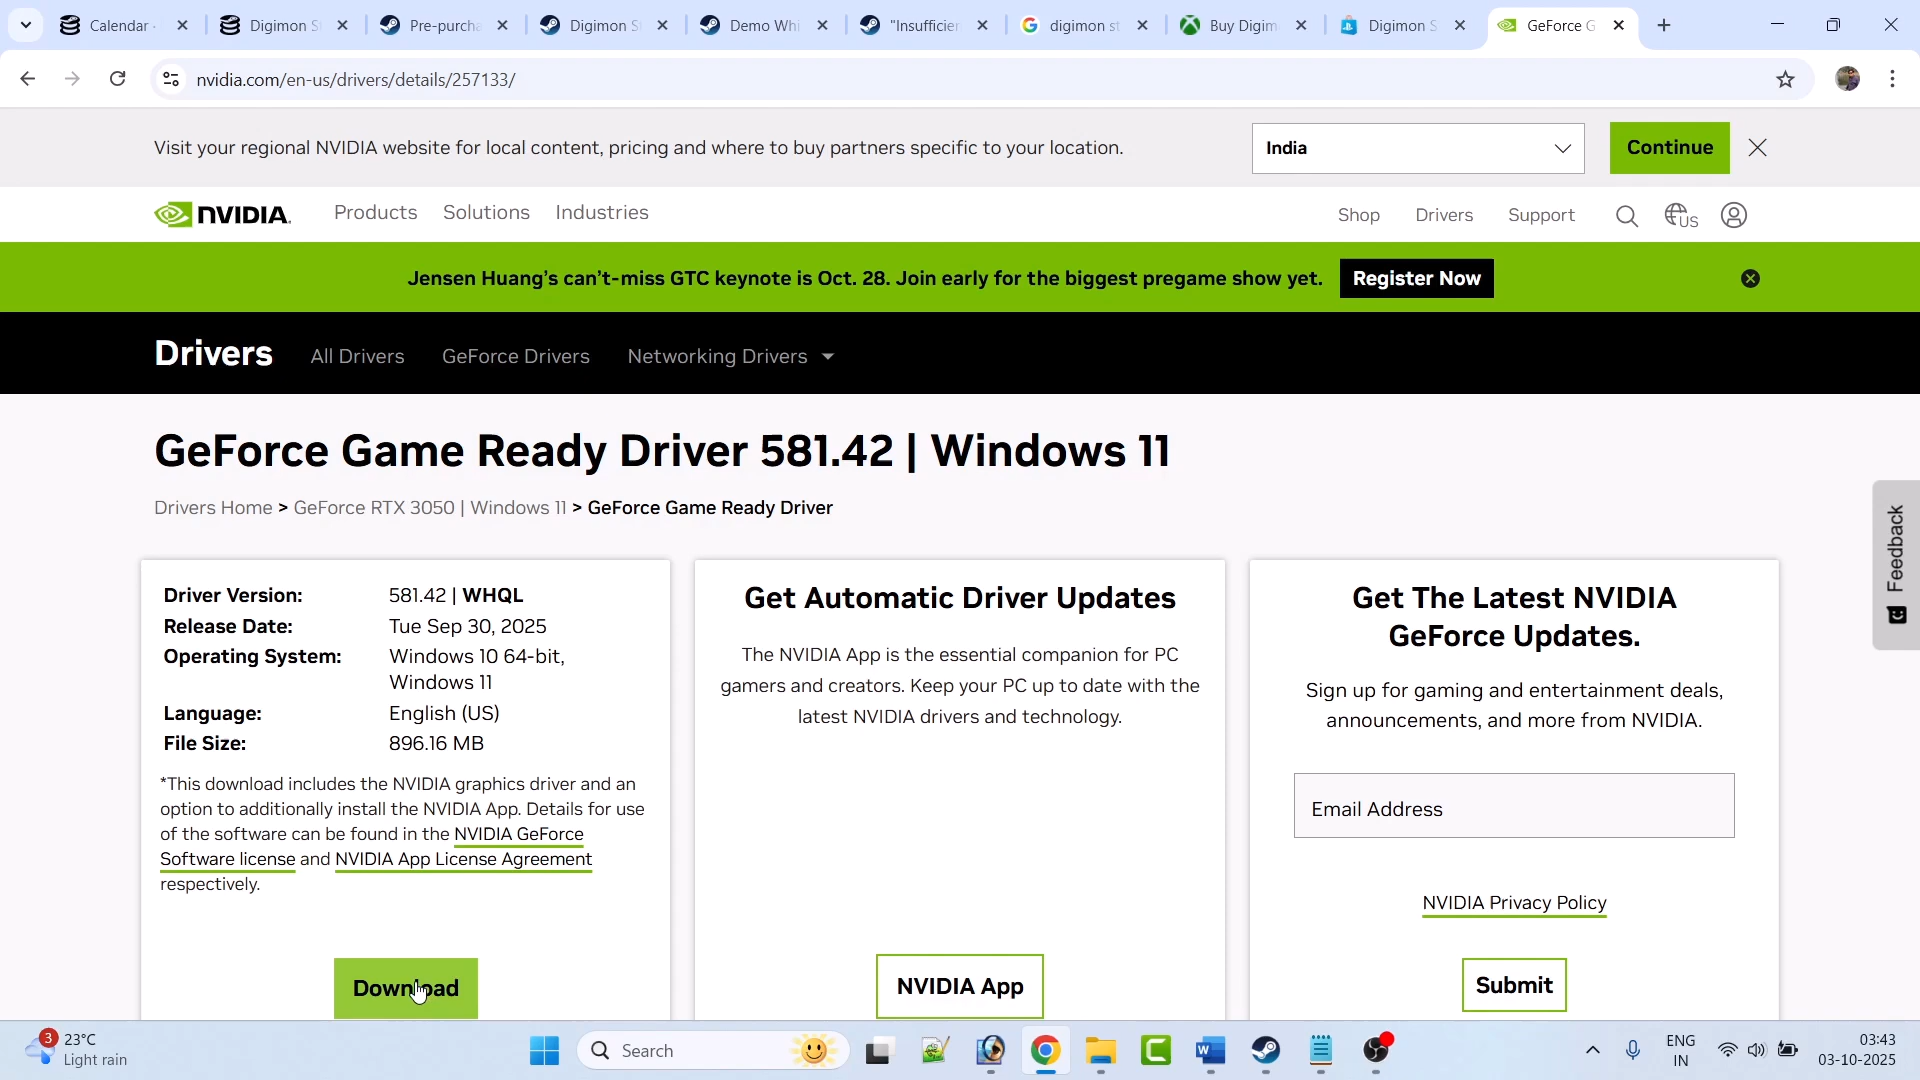 Calendar
Digimon S
Pre-purcha
Digimon S
Demo Whi
"Insufficien
digimon st
Buy Digim
Digimon S
GeForce G
nvidia.com/en-us/drivers/details/257133/
Visit your regional NVIDIA website for local content, pricing and where to buy partners specific to your location.
India
Continue
NVIDIA.
Products
Solutions
Industries
Shop
Drivers
Support
US
Jensen Huang's can't-miss GTC keynote is Oct. 28. Join early for the biggest pregame show yet.
Register Now
Drivers
All Drivers
GeForce Drivers
Networking Drivers
GeForce Game Ready Driver 581.42 | Windows 11
Drivers Home > GeForce RTX 3050 | Windows 11 > GeForce Game Ready Driver
Driver Version: 581.42 | WHQL
Release Date: Tue Sep 30, 2025
Operating System: Windows 10 64-bit,
Windows 11
Language: English (US)
File Size: 896.16 MB
*This download includes the NVIDIA graphics driver and an
option to additionally install the NVIDIA App. Details for use
of the software can be found in the NVIDIA GeForce
Software license and NVIDIA App License Agreement
respectively.
Download
Get Automatic Driver Updates
The NVIDIA App is the essential companion for PC
gamers and creators. Keep your PC up to date with the
latest NVIDIA drivers and technology.
NVIDIA App
Get The Latest NVIDIA
GeForce Updates.
Sign up for gaming and entertainment deals,
announcements, and more from NVIDIA.
Email Address
NVIDIA Privacy Policy
Submit
Feedback
3
23°C
Light rain
Search
ENG
IN
03:43
03-10-2025